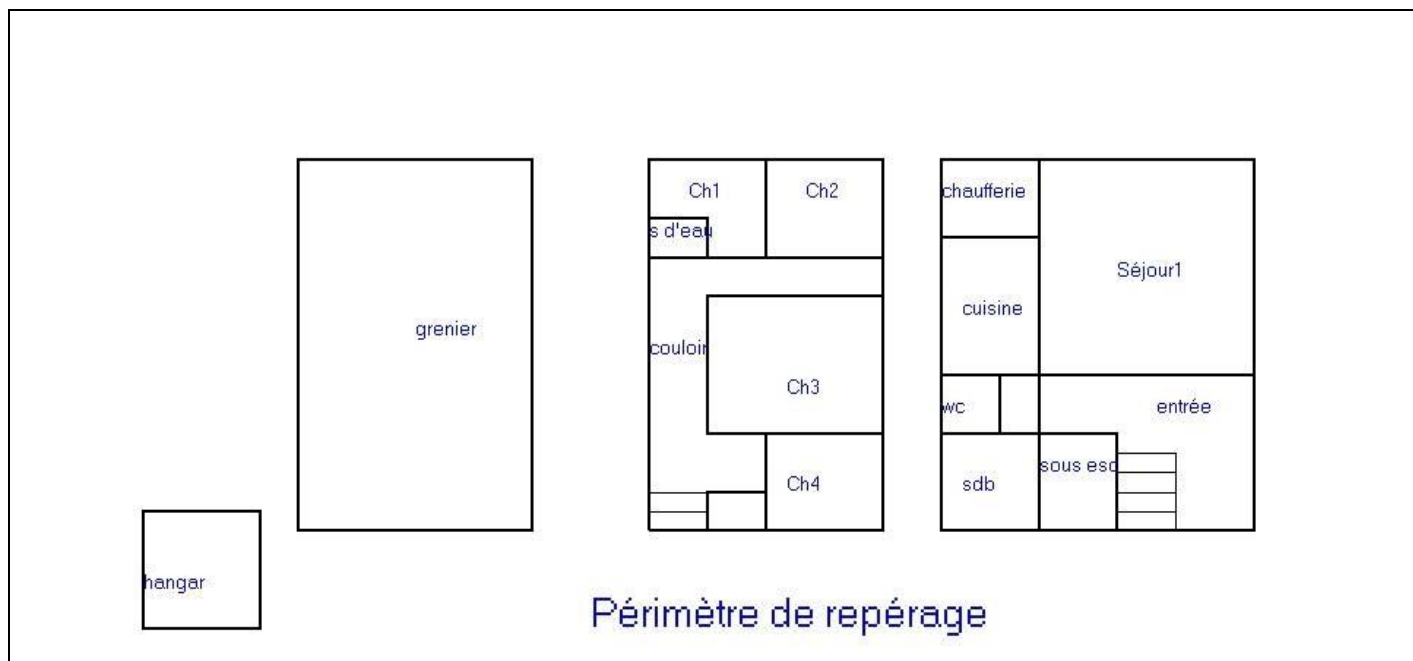 Ch1
Ch2
chaufferie
s d'eau
Séjour1
cuisine
grenier
couloir
Ch3
wc
entrée
sous esc
Ch4
sdb
hangar
Périmètre de repérage